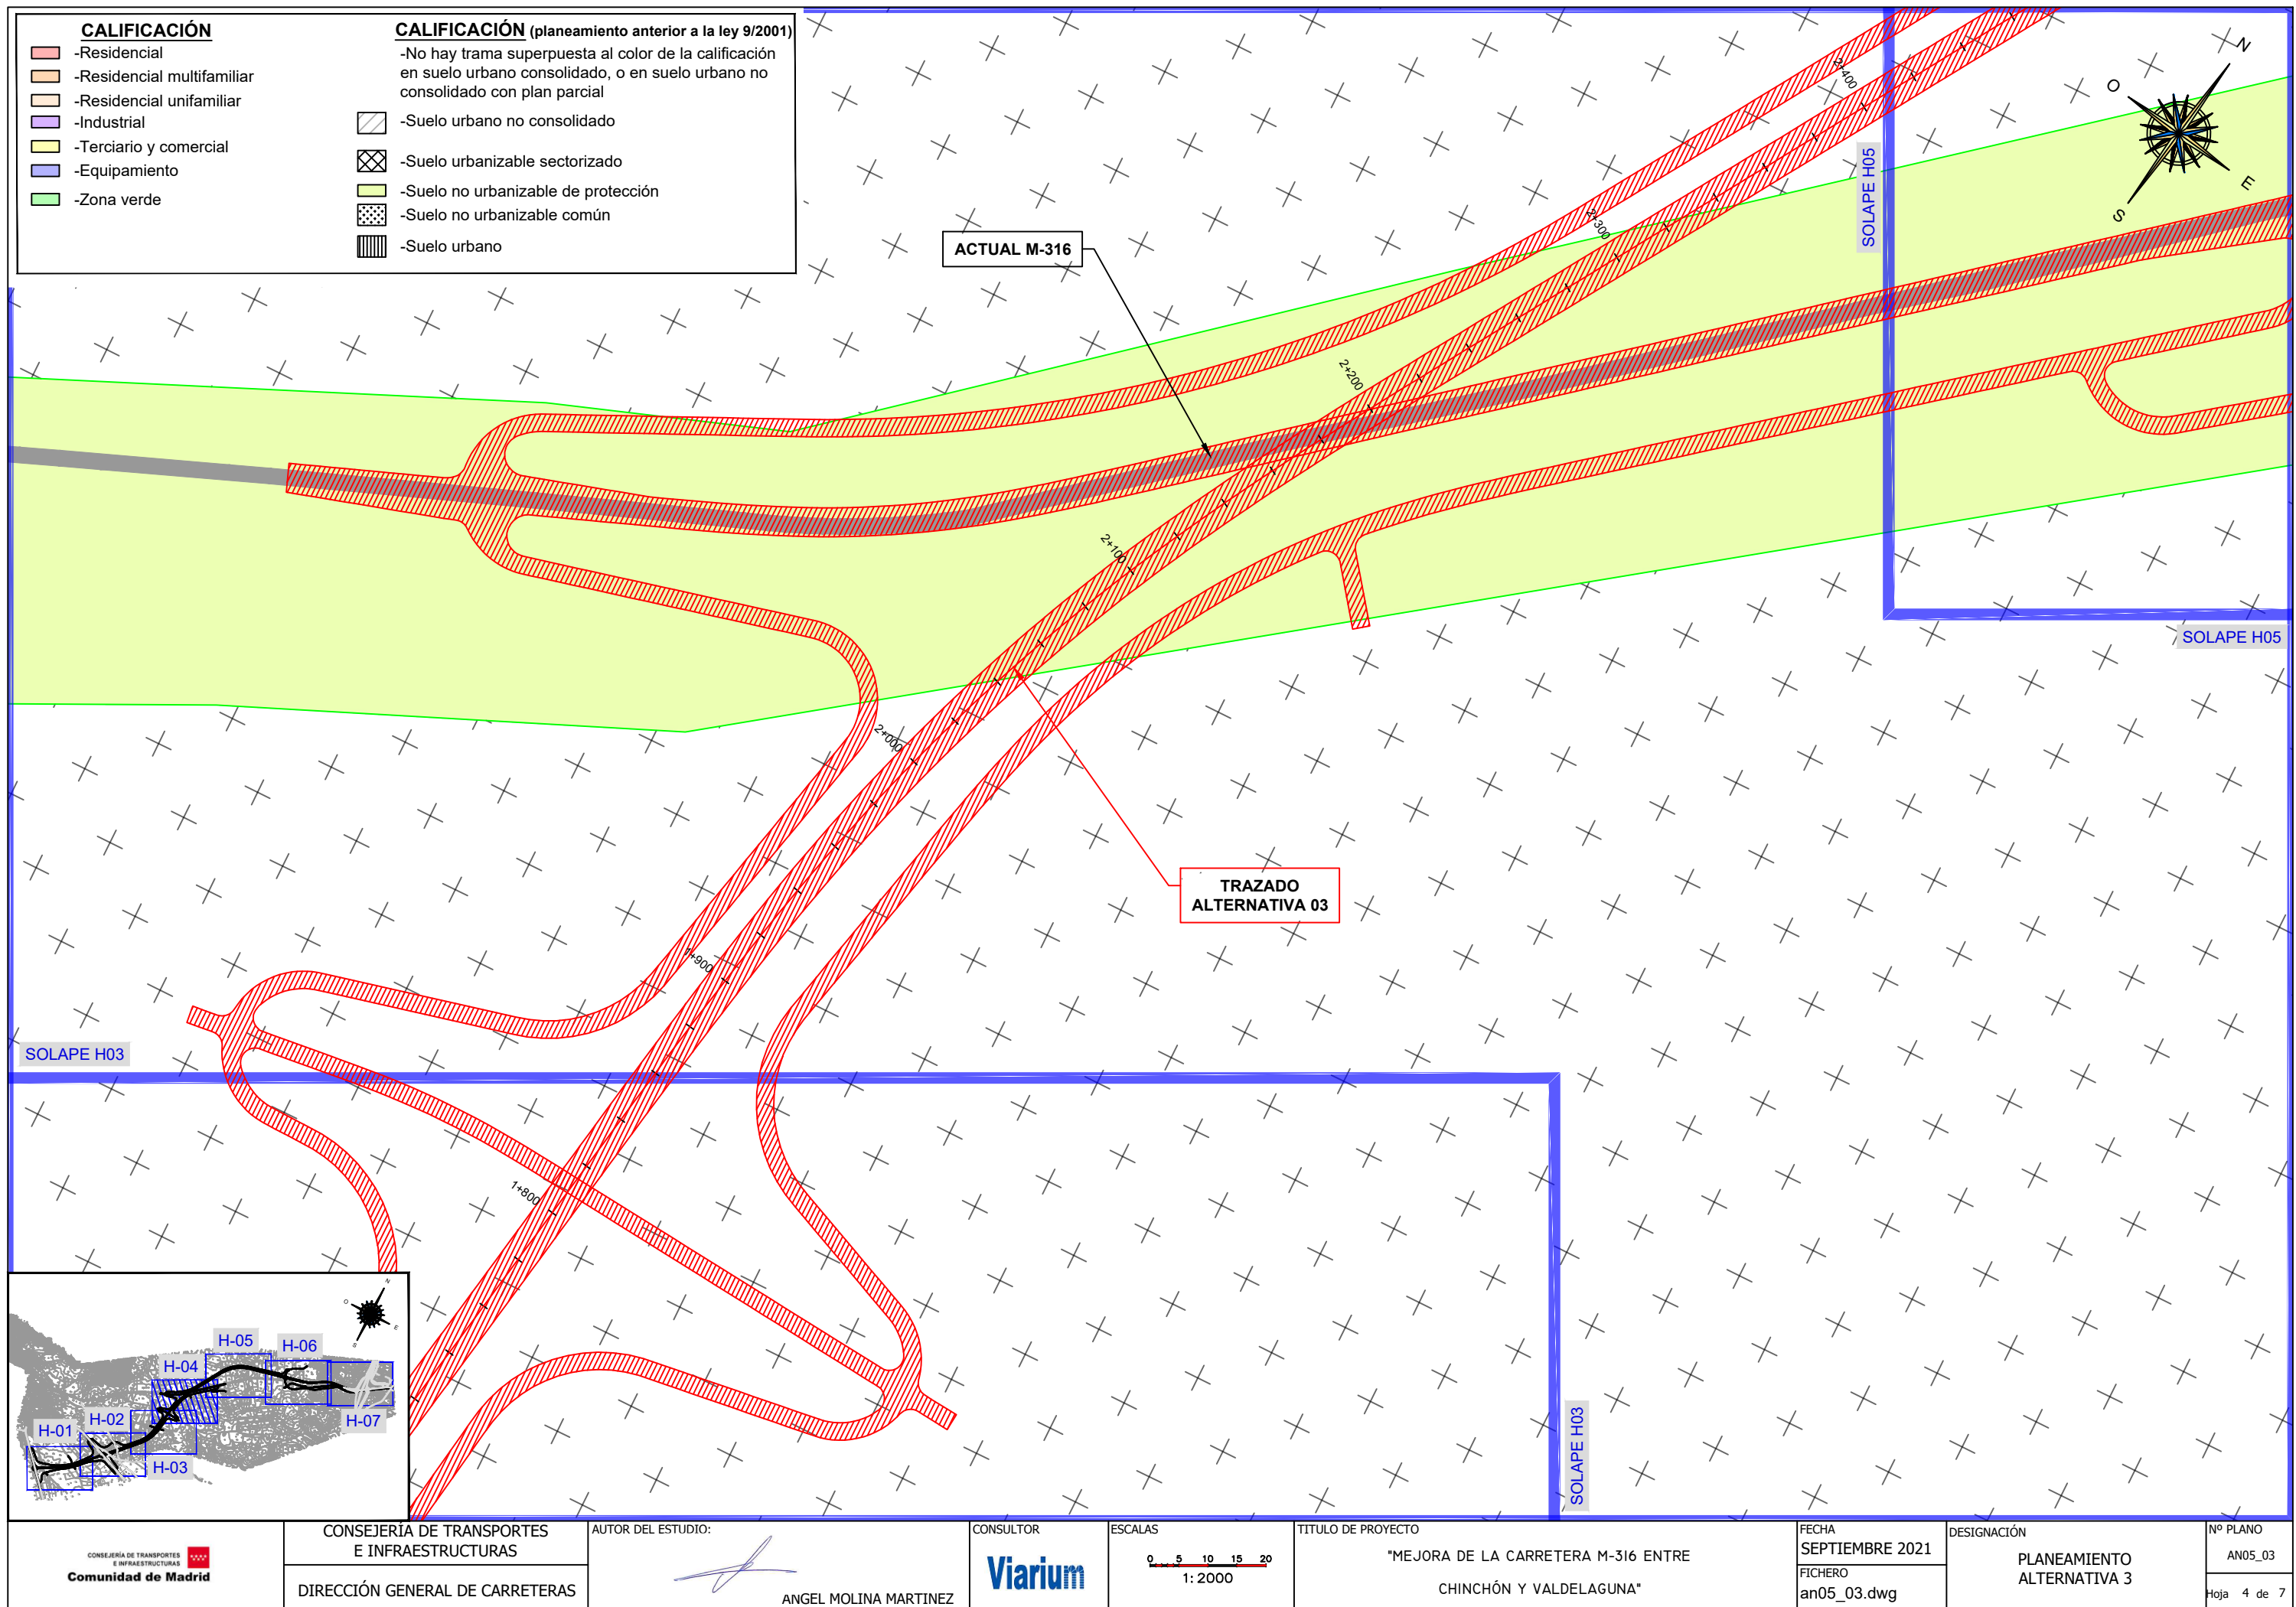 CALIFICACIÓN
-Residencial
-Residencial multifamiliar
-Residencial unifamiliar
-Industrial
-Terciario y comercial
-Equipamiento
-Zona verde
CALIFICACIÓN (planeamiento anterior a la ley 9/2001)
-No hay trama superpuesta al color de la calificación
en suelo urbano consolidado, o en suelo urbano no
consolidado con plan parcial
-Suelo urbano no consolidado
-Suelo urbanizable sectorizado
-Suelo no urbanizable de protección
-Suelo no urbanizable común
-Suelo urbano
ACTUAL M-316
2+400
2+300
2+200
2+100
2+000
1+900
1+800
SOLAPE H05
N
O
E
S
SOLAPE H05
TRAZADO
ALTERNATIVA 03
SOLAPE H03
SOLAPE H03
N
O
E
S
H-05
H-06
H-04
H-02
H-01
H-03
H-07
CONSEJERÍA DE TRANSPORTES
E INFRAESTRUCTURAS
Comunidad de Madrid
CONSEJERÍA DE TRANSPORTES
E INFRAESTRUCTURAS
DIRECCIÓN GENERAL DE CARRETERAS
AUTOR DEL ESTUDIO:
ANGEL MOLINA MARTINEZ
CONSULTOR
Viarium
ESCALAS
0 5 10 15 20
1: 2000
TITULO DE PROYECTO
"MEJORA DE LA CARRETERA M-316 ENTRE
CHINCHÓN Y VALDELAGUNA"
FECHA
SEPTIEMBRE 2021
FICHERO
an05_03.dwg
DESIGNACIÓN
PLANEAMIENTO
ALTERNATIVA 3
Nº PLANO
AN05_03
Hoja 4 de 7